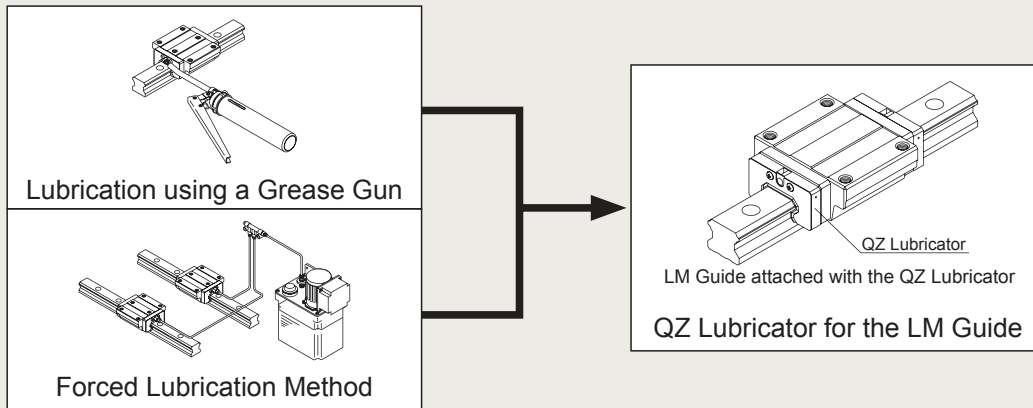 Lubrication using a Grease Gun
Forced Lubrication Method
QZ Lubricator
LM Guide attached with the QZ Lubricator
QZ Lubricator for the LM Guide